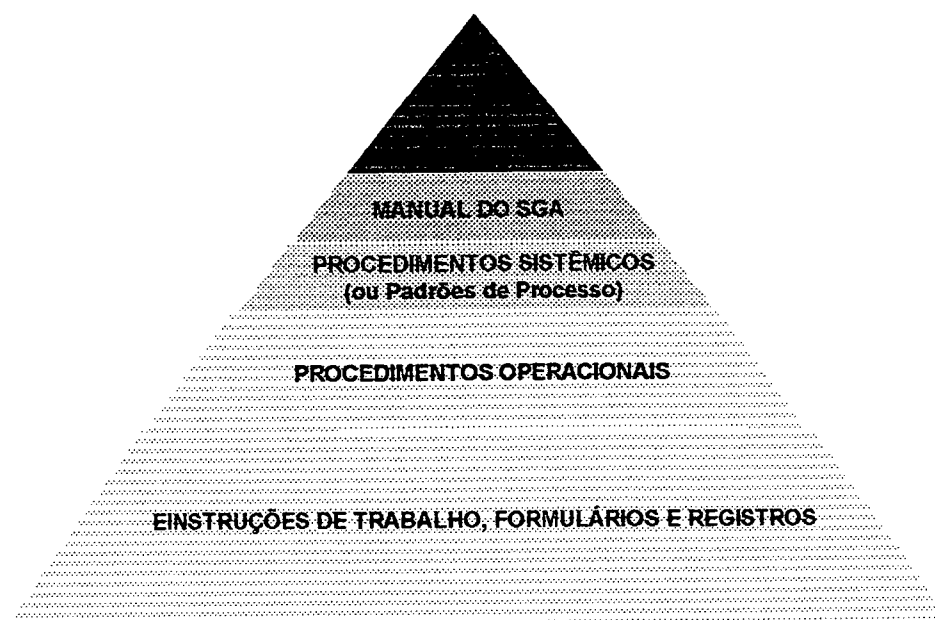 MANUAL DO SGA
PROCEDIMENTOS SISTÊMICOS
(ou Padrões de Processo)
PROCEDIMENTOS OPERACIONAIS
EINSTRUÇÕES DE TRABALHO, FORMULÁRIOS E REGISTROS